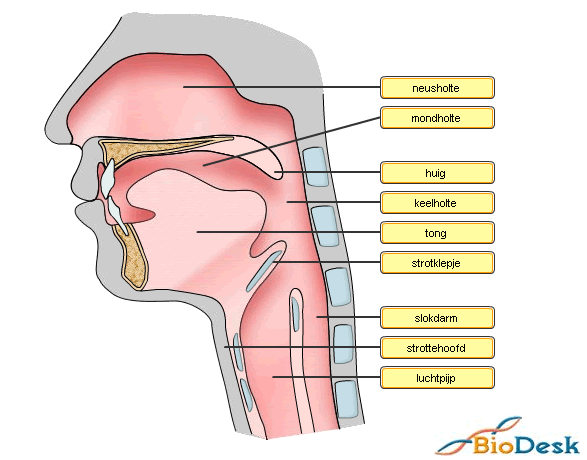 neusholte
mondholte
huig
keelholte
tong
strotklepje
slokdarm
strottehoofd
luchtpijp
BioDesk